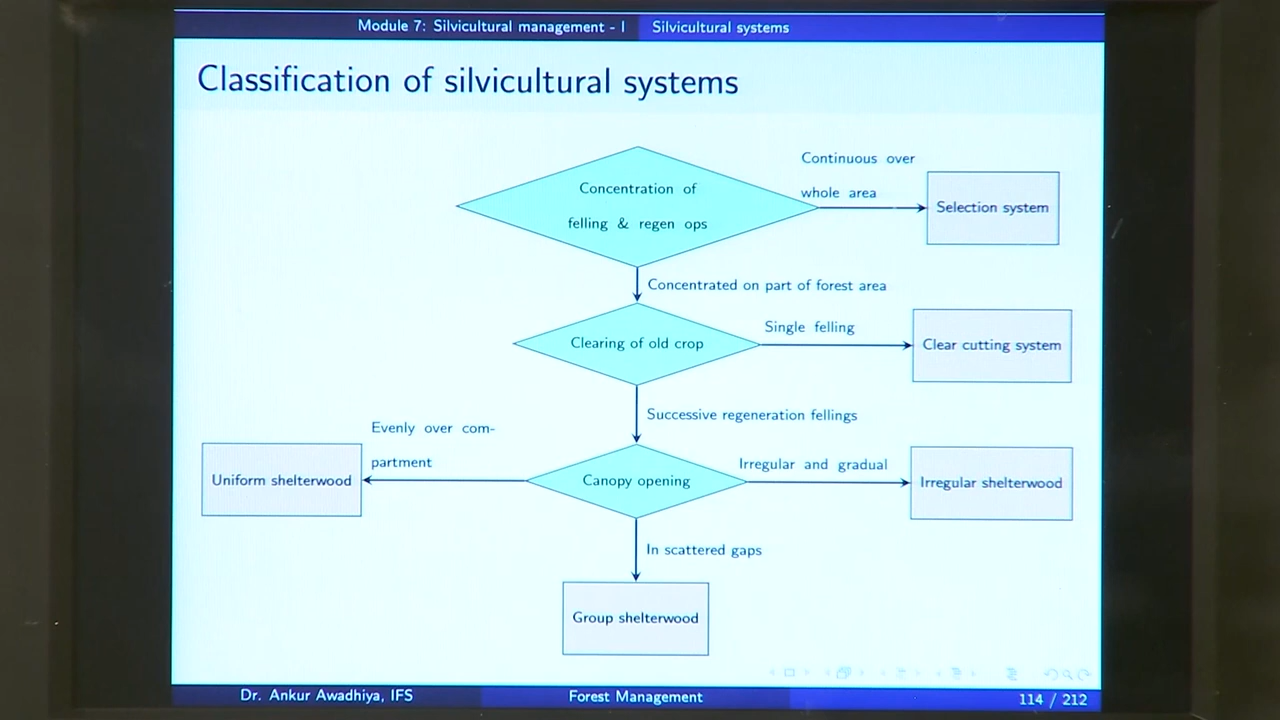 Module 7: Silvicultural management - I
Silvicultural systems
Classification of silvicultural systems
Concentration of
felling & regen ops
Continuous over
whole area
Selection system
Concentrated on part of forest area
Clearing of old crop
Single felling
Clear cutting system
Successive regeneration fellings
Evenly over com-
partment
Uniform shelterwood
Canopy opening
Irregular and gradual
Irregular shelterwood
In scattered gaps
Group shelterwood
Dr. Ankur Awadhiya, IFS
Forest Management
114 / 212